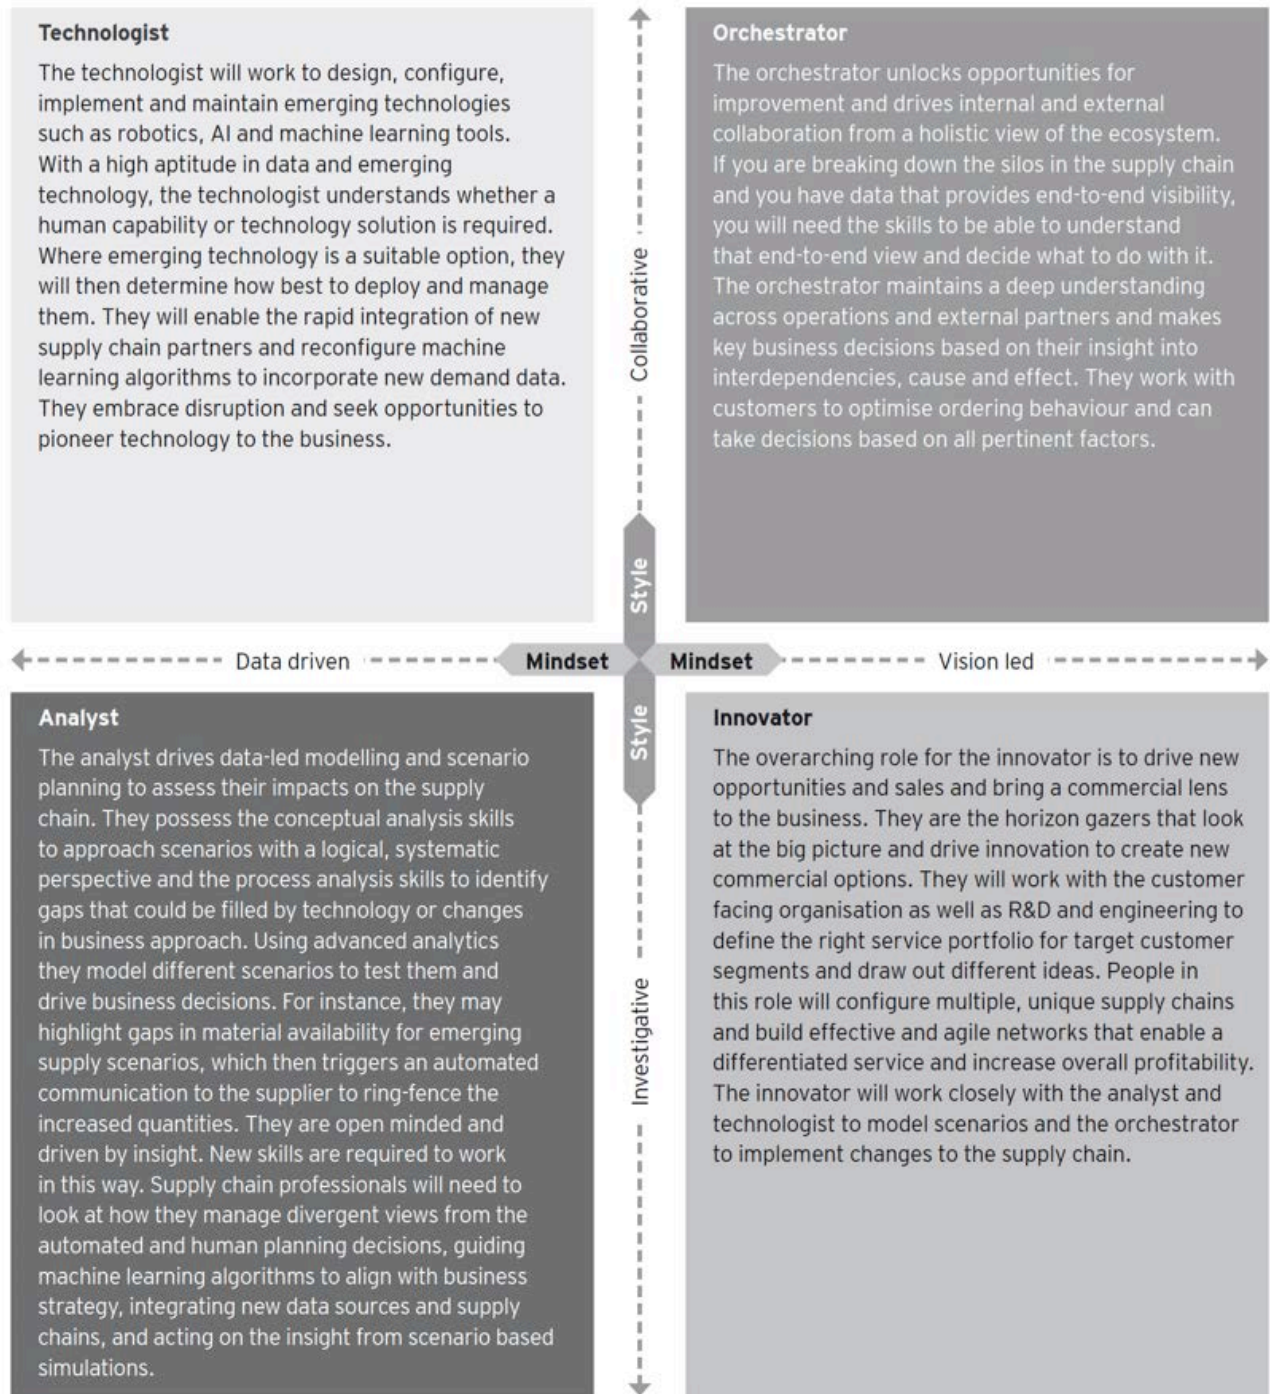 Technologist
The technologist will work to design, configure,
implement and maintain emerging technologies
such as robotics, AI and machine learning tools.
With a high aptitude in data and emerging
technology, the technologist understands whether a
human capability or technology solution is required.
Where emerging technology is a suitable option, they
will then determine how best to deploy and manage
them. They will enable the rapid integration of new
supply chain partners and reconfigure machine
learning algorithms to incorporate new demand data.
They embrace disruption and seek opportunities to
pioneer technology to the business.
Collaborative
Style
Orchestrator
The orchestrator unlocks opportunities for
improvement and drives internal and external
collaboration from a holistic view of the ecosystem.
If you are breaking down the silos in the supply chain
and you have data that provides end-to-end visibility,
you will need the skills to be able to understand
that end-to-end view and decide what to do with it.
The orchestrator maintains a deep understanding
across operations and external partners and makes
key business decisions based on their insight into
interdependencies, cause and effect. They work with
customers to optimise ordering behaviour and can
take decisions based on all pertinent factors.
Data driven
Mindset
Mindset
Vision led
Analyst
The analyst drives data-led modelling and scenario
planning to assess their impacts on the supply
chain. They possess the conceptual analysis skills
to approach scenarios with a logical, systematic
perspective and the process analysis skills to identify
gaps that could be filled by technology or changes
in business approach. Using advanced analytics
they model different scenarios to test them and
drive business decisions. For instance, they may
highlight gaps in material availability for emerging
supply scenarios, which then triggers an automated
communication to the supplier to ring-fence the
increased quantities. They are open minded and
driven by insight. New skills are required to work
in this way. Supply chain professionals will need to
look at how they manage divergent views from the
automated and human planning decisions, guiding
machine learning algorithms to align with business
strategy, integrating new data sources and supply
chains, and acting on the insight from scenario based
simulations.
Style
Investigative
Innovator
The overarching role for the innovator is to drive new
opportunities and sales and bring a commercial lens
to the business. They are the horizon gazers that look
at the big picture and drive innovation to create new
commercial options. They will work with the customer
facing organisation as well as R&D and engineering to
define the right service portfolio for target customer
segments and draw out different ideas. People in
this role will configure multiple, unique supply chains
and build effective and agile networks that enable a
differentiated service and increase overall profitability.
The innovator will work closely with the analyst and
technologist to model scenarios and the orchestrator
to implement changes to the supply chain.